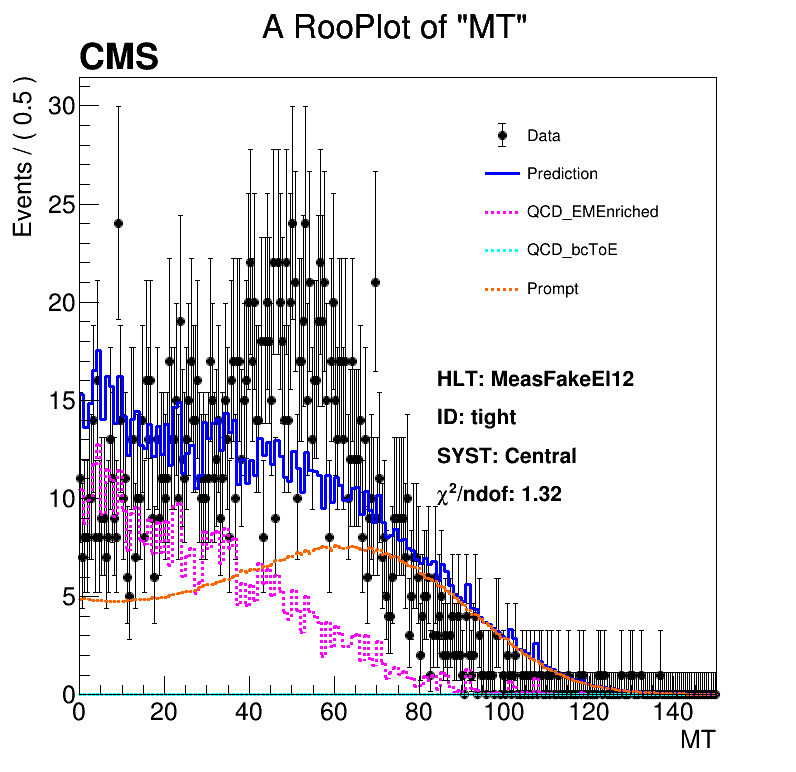 A RooPlot of "MT"
CMS
Events / ( 0.5 )
30
25
20
15
10
5
0
Data
Prediction
QCD_EMEnriched
QCD_bcToE
Prompt
HLT: MeasFakeEl12
ID: tight
SYST: Central
χ²/ndof: 1.32
0 20 40 60 80 100 120 140
MT